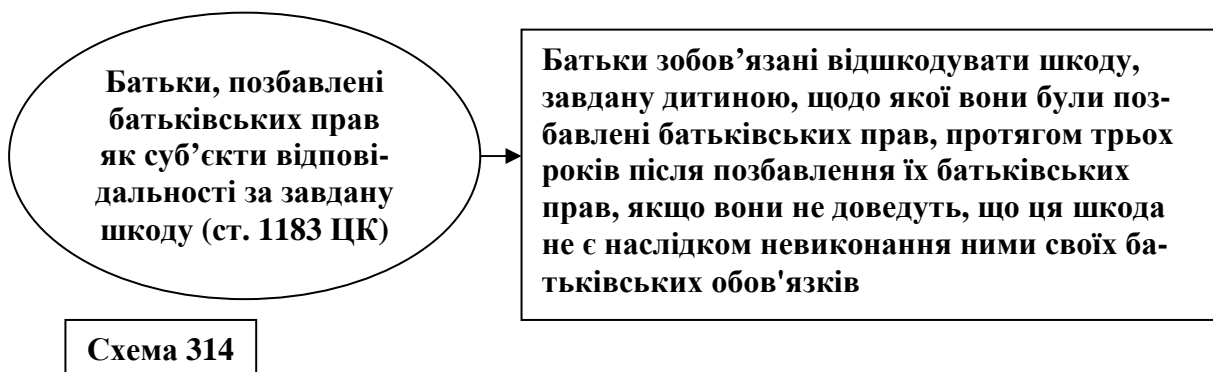 Батьки, позбавлені
батьківських прав
як суб’єкти відпові-
дальності за завдану
шкоду (ст. 1183 ЦК)
Батьки зобов’язані відшкодувати шкоду,
завдану дитиною, щодо якої вони були поз-
бавлені батьківських прав, протягом трьох
років після позбавлення їх батьківських
прав, якщо вони не доведуть, що ця шкода
не є наслідком невиконання ними своїх ба-
тьківських обов'язків
Схема 314